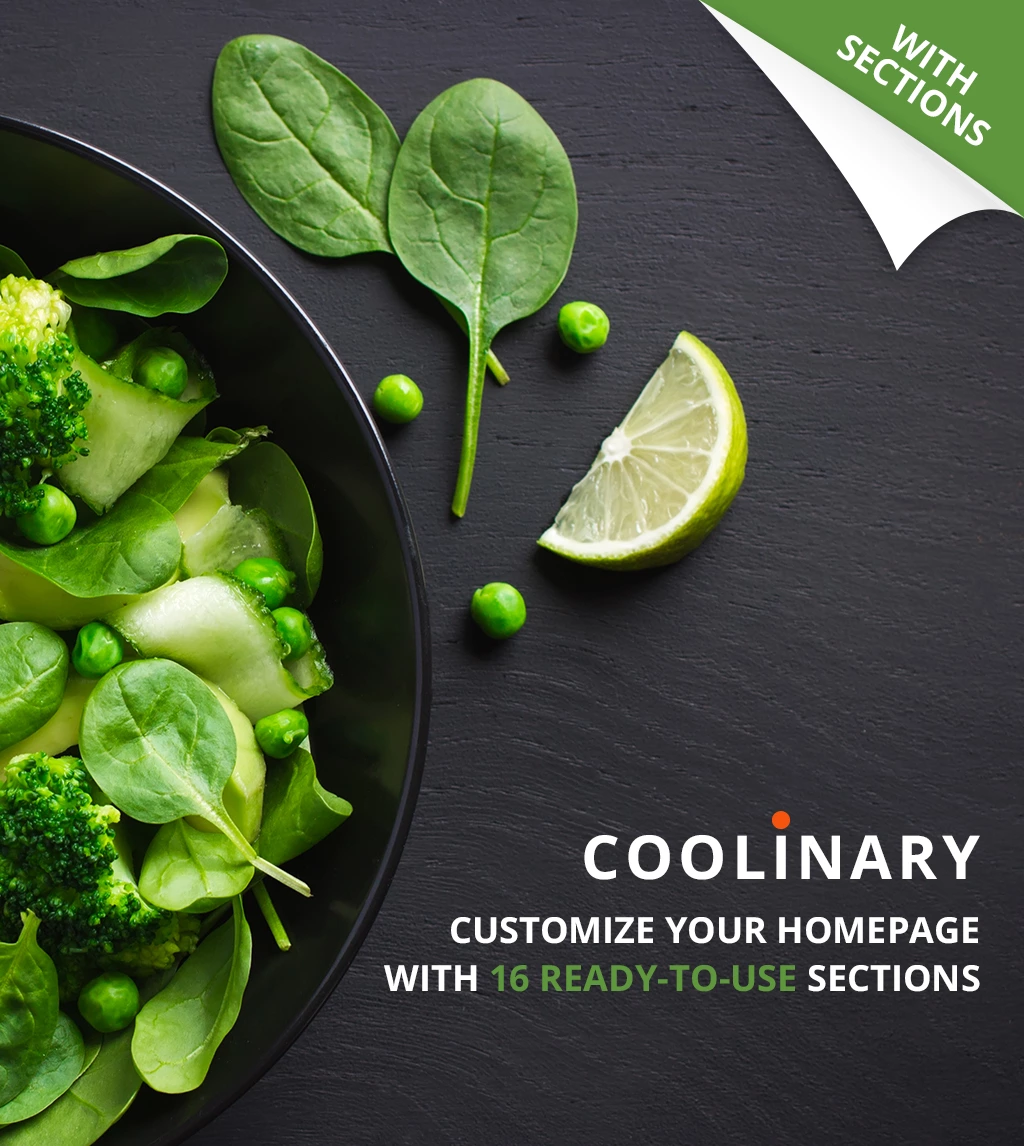 WITH
SECTIONS
COOLINARY
CUSTOMIZE YOUR HOMEPAGE
WITH 16 READY-TO-USE SECTIONS